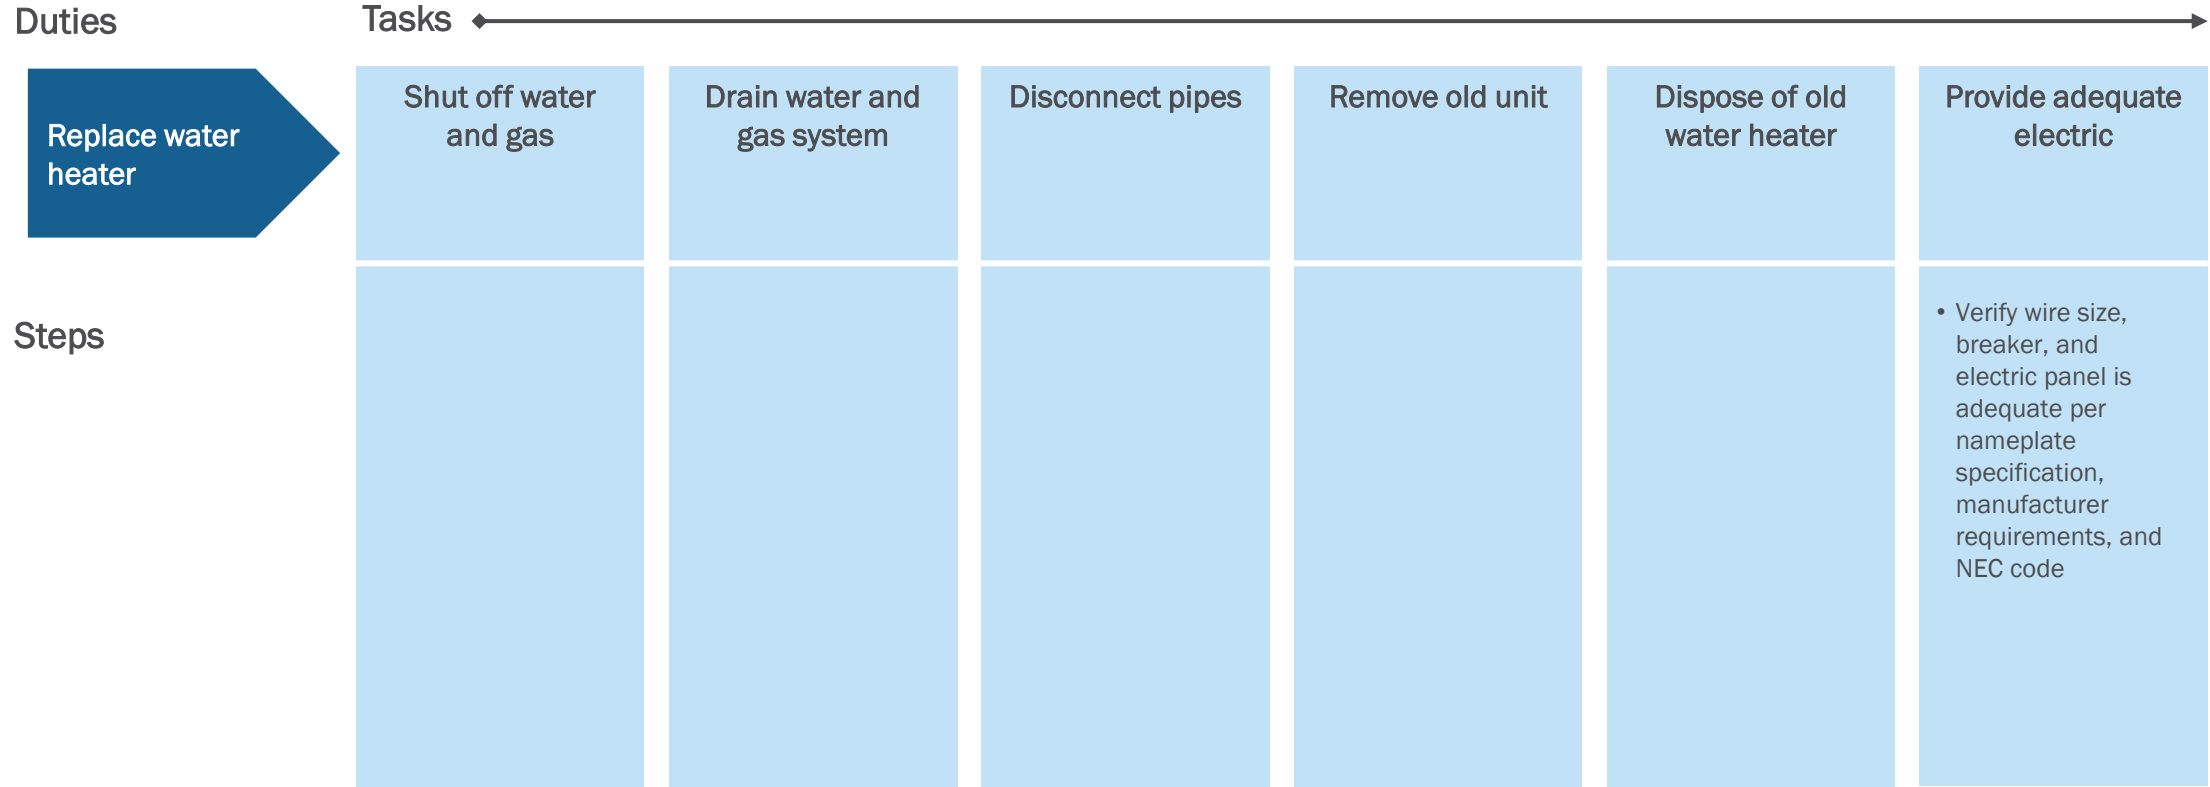 Duties
Tasks
Replace water
heater
Shut off water
and gas
Drain water and
gas system
Disconnect pipes
Remove old unit
Dispose of old
water heater
Provide adequate
electric
Steps
• Verify wire size,
breaker, and
electric panel is
adequate per
nameplate
specification,
manufacturer
requirements, and
NEC code